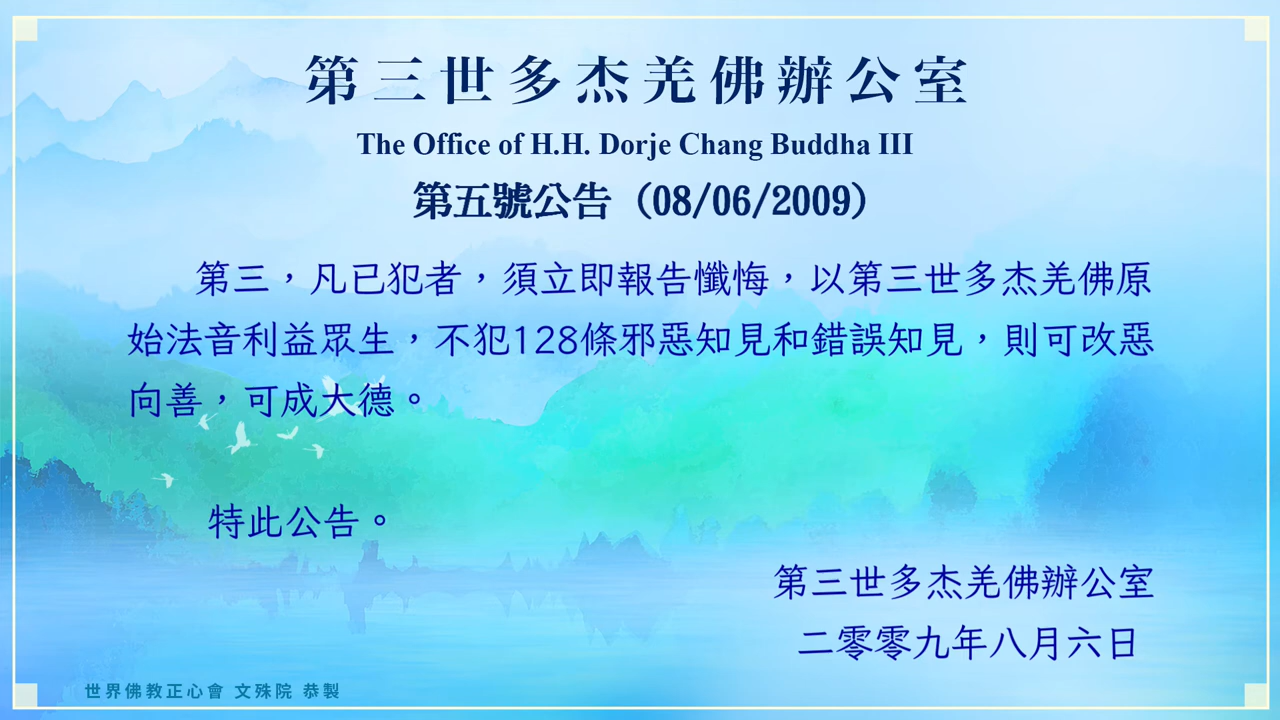 第三世多杰羌佛辦公室
The Office of H.H. Dorje Chang Buddha III
第五號公告（08/06/2009）
第三，凡已犯者，須立即報告懺悔，以第三世多杰羌佛原
始法音利益眾生，不犯128條邪惡知見和錯誤知見，則可改惡
向善，可成大德。
特此公告。
第三世多杰羌佛辦公室
二零零九年八月六日
世界佛教正心會 文殊院 恭製